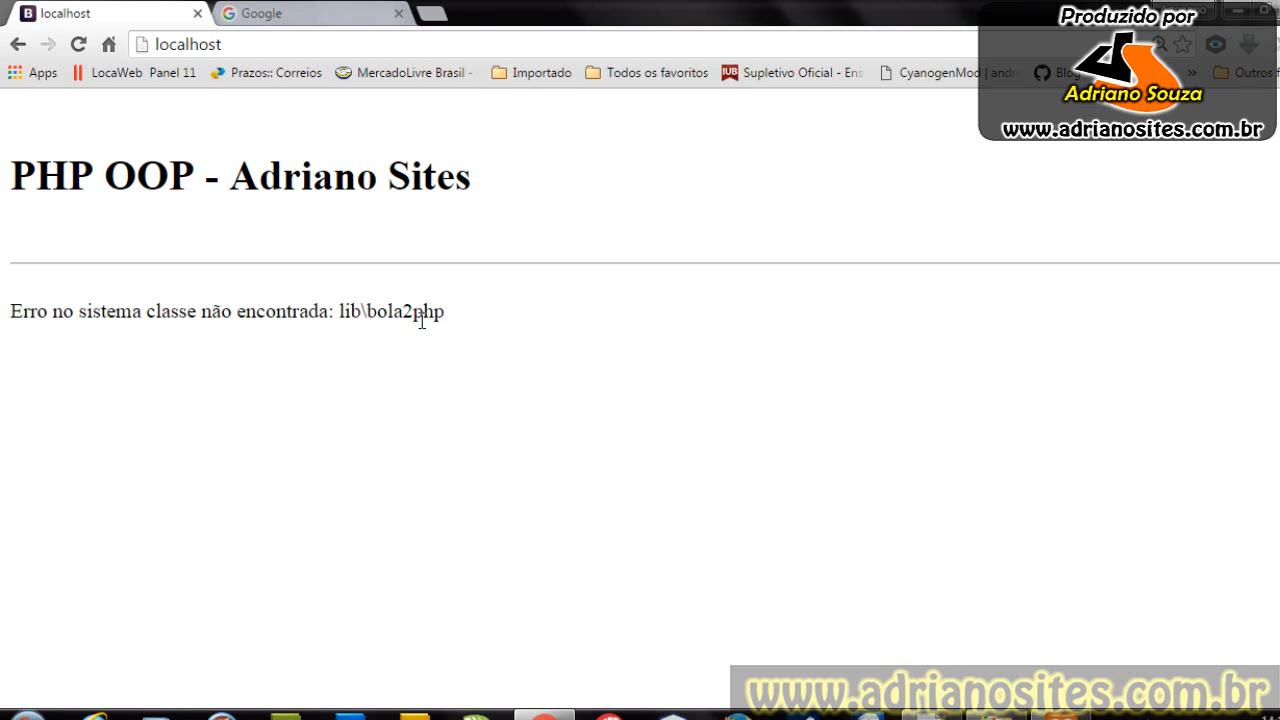 localhost
Google
Produzido por
localhost
Adriano Souza
Apps
LocaWeb Panel 11
Prazos:: Correios
MercadoLivre Brasil -
Importado
Todos os favoritos
Supletivo Oficial - Ens
CyanogenMod | andr
Blog
»
Outros f
www.adrianosites.com.br
PHP OOP - Adriano Sites
Erro no sistema classe não encontrada: lib\bola2php
www.adrianosites.com.br